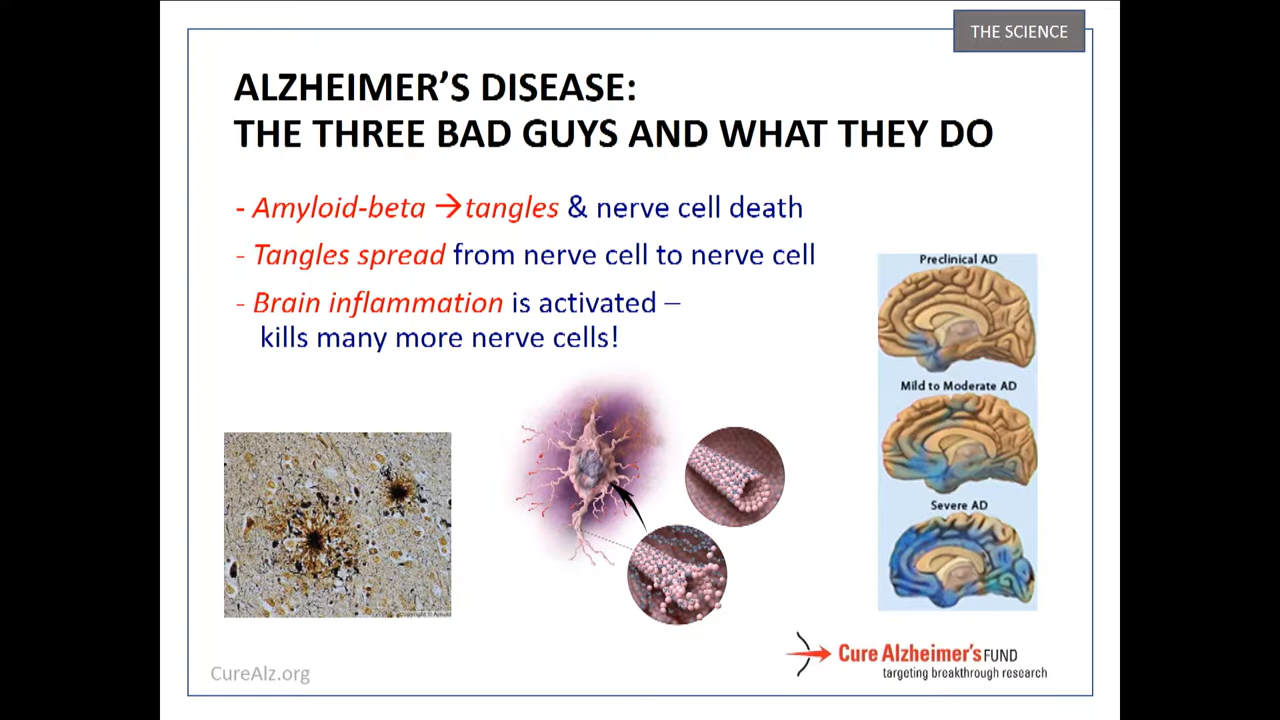 THE SCIENCE
ALZHEIMER’S DISEASE:
THE THREE BAD GUYS AND WHAT THEY DO
- Amyloid-beta →tangles & nerve cell death
- Tangles spread from nerve cell to nerve cell
- Brain inflammation is activated –
kills many more nerve cells!
Preclinical AD
Mild to Moderate AD
Severe AD
CureAlz.org
Cure Alzheimer's FUND
targeting breakthrough research